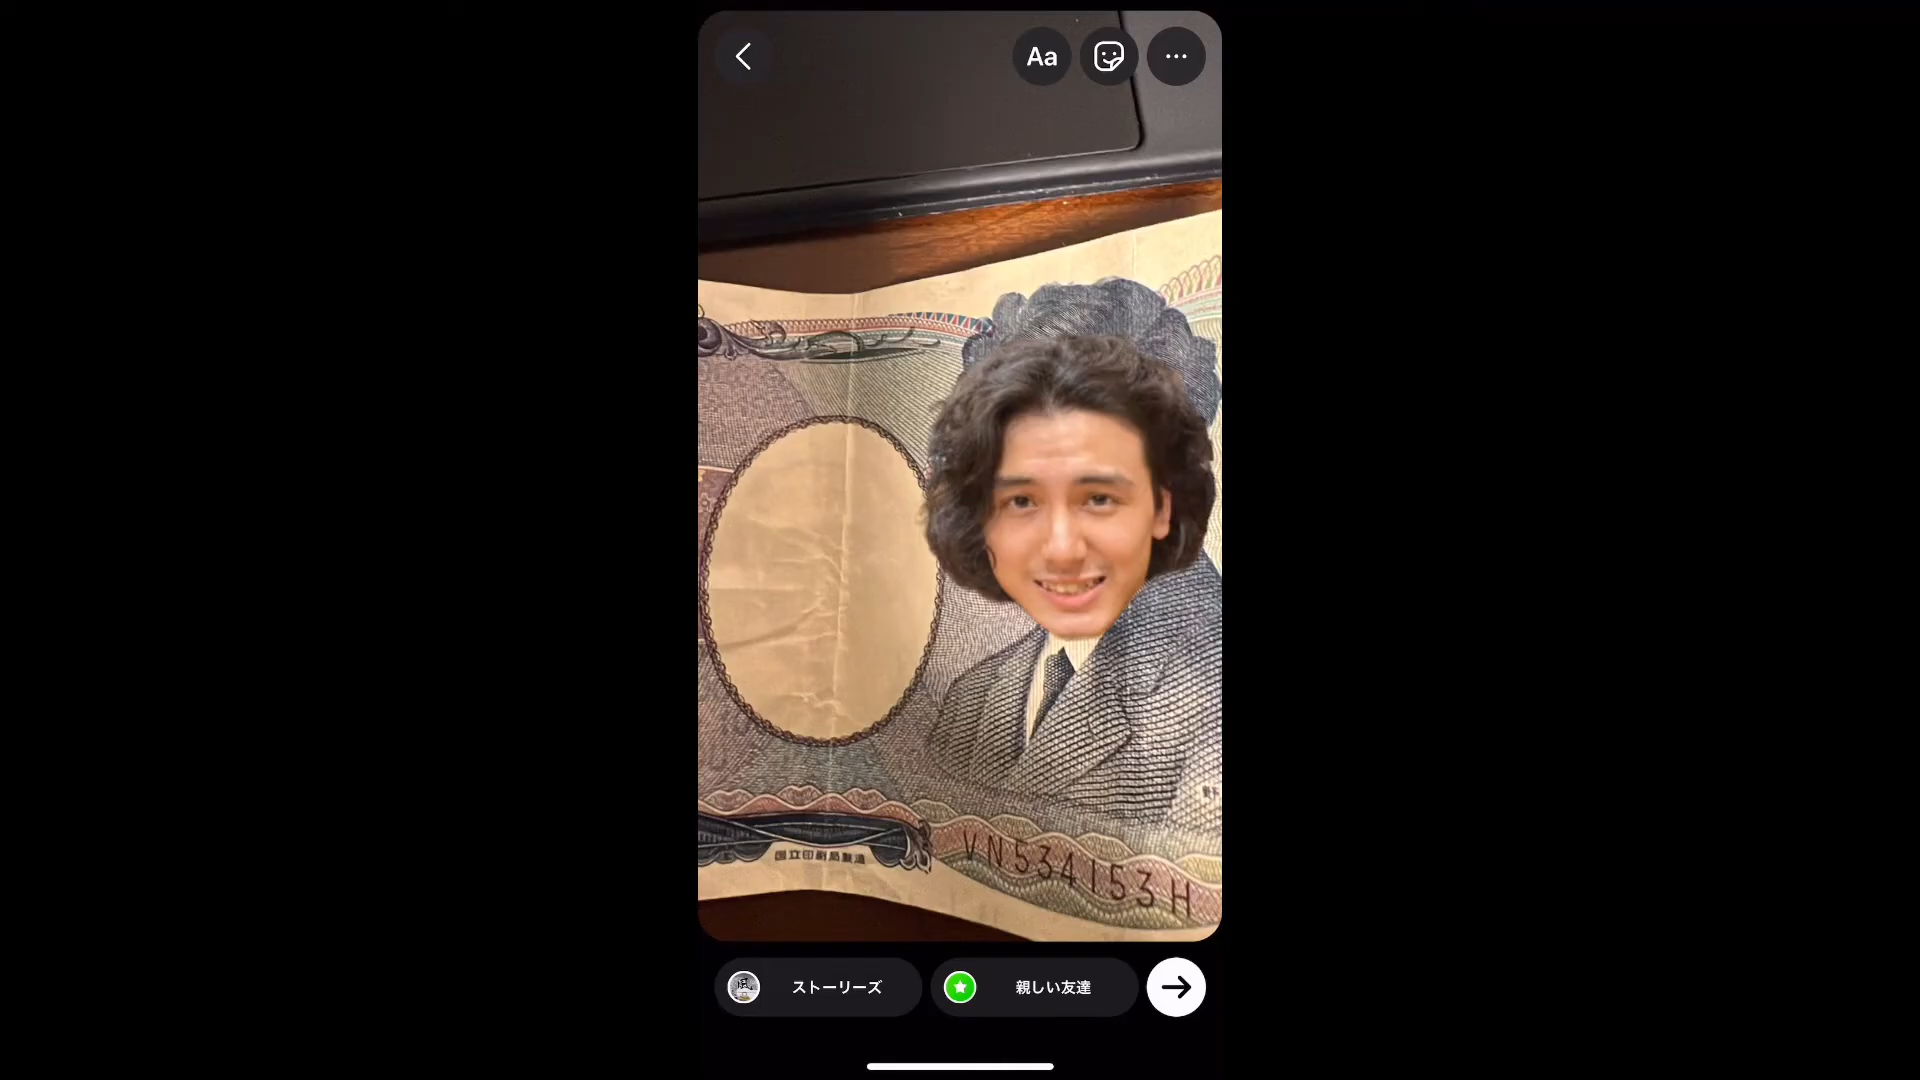 Aa
国立印刷局製造
VN534153H
ストーリーズ
親しい友達